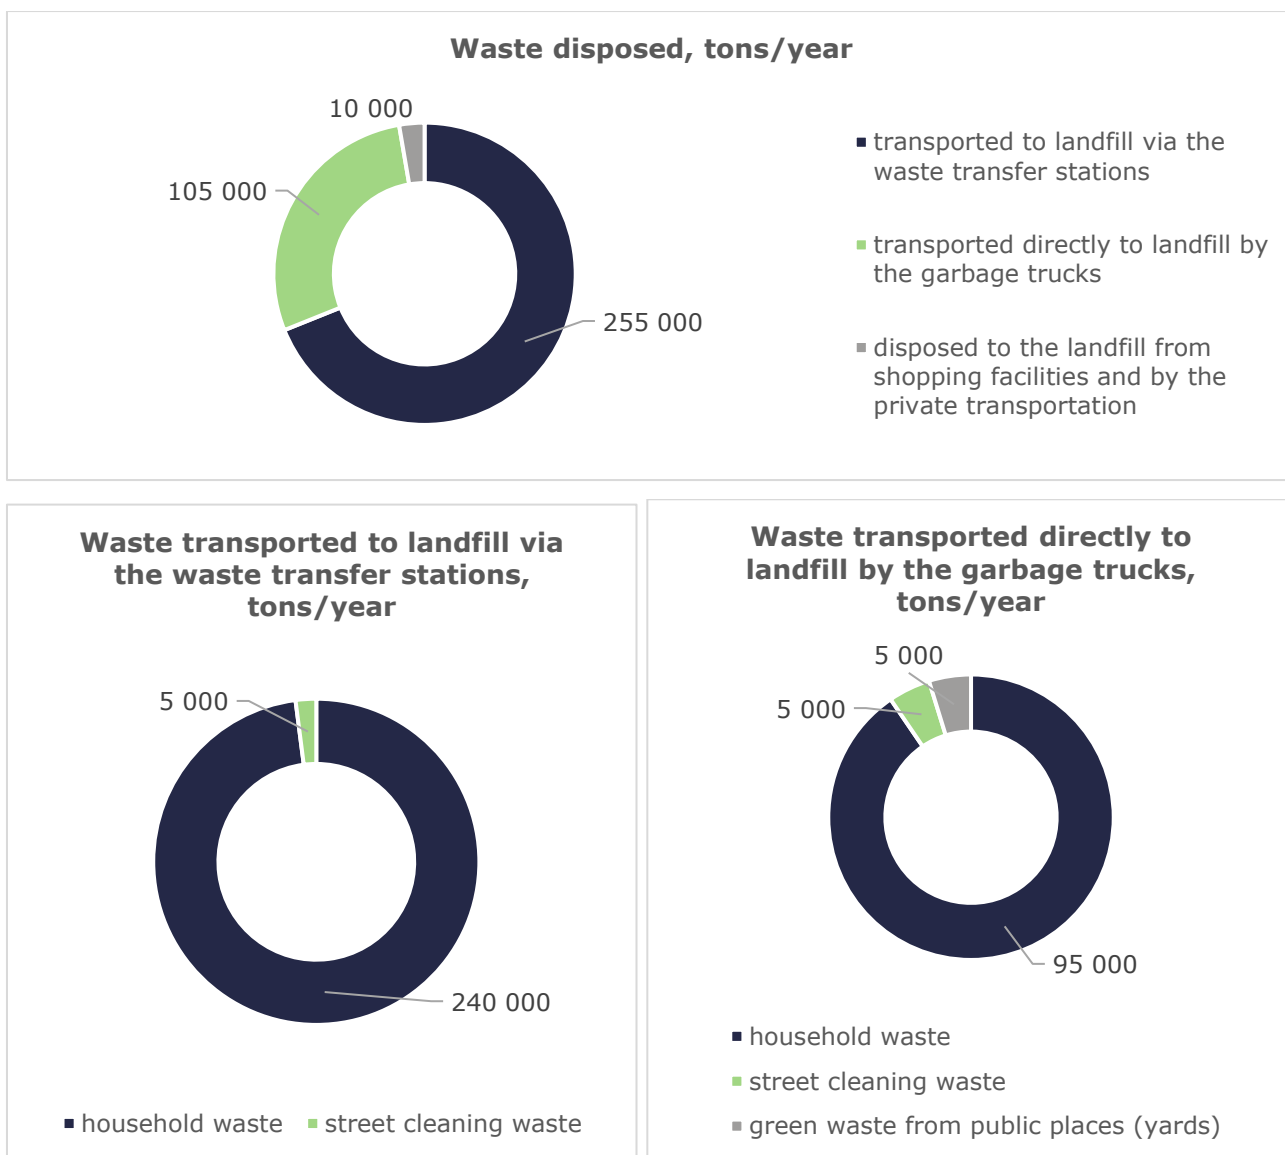 Waste disposed, tons/year
10 000
105 000
255 000
transported to landfill via the
waste transfer stations
transported directly to landfill by
the garbage trucks
disposed to the landfill from
shopping facilities and by the
private transportation
Waste transported to landfill via
the waste transfer stations,
tons/year
5 000
240 000
household waste
street cleaning waste
Waste transported directly to
landfill by the garbage trucks,
tons/year
5 000
5 000
95 000
household waste
street cleaning waste
green waste from public places (yards)